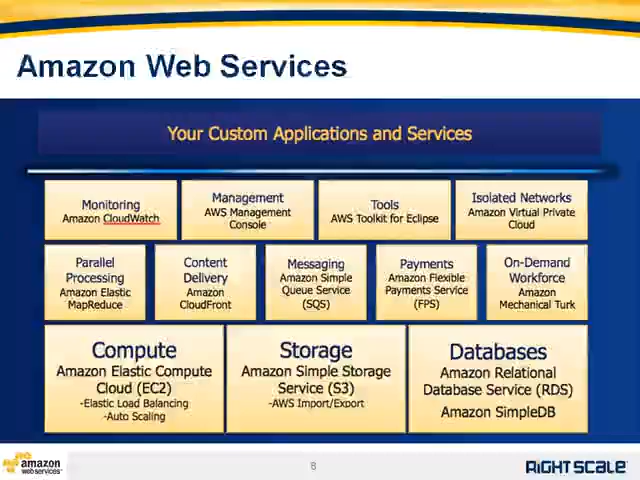 Amazon Web Services
Your Custom Applications and Services
Monitoring
Amazon CloudWatch
Management
AWS Management
Console
Tools
AWS Toolkit for Eclipse
Isolated Networks
Amazon Virtual Private
Cloud
Parallel
Processing
Amazon Elastic
MapReduce
Content
Delivery
Amazon
CloudFront
Messaging
Amazon Simple
Queue Service
(SQS)
Payments
Amazon Flexible
Payments Service
(FPS)
On-Demand
Workforce
Amazon
Mechanical Turk
Compute
Amazon Elastic Compute
Cloud (EC2)
-Elastic Load Balancing
-Auto Scaling
Storage
Amazon Simple Storage
Service (S3)
-AWS Import/Export
Databases
Amazon Relational
Database Service (RDS)
Amazon SimpleDB
amazon
webservices™
8
RIGHTSCALE